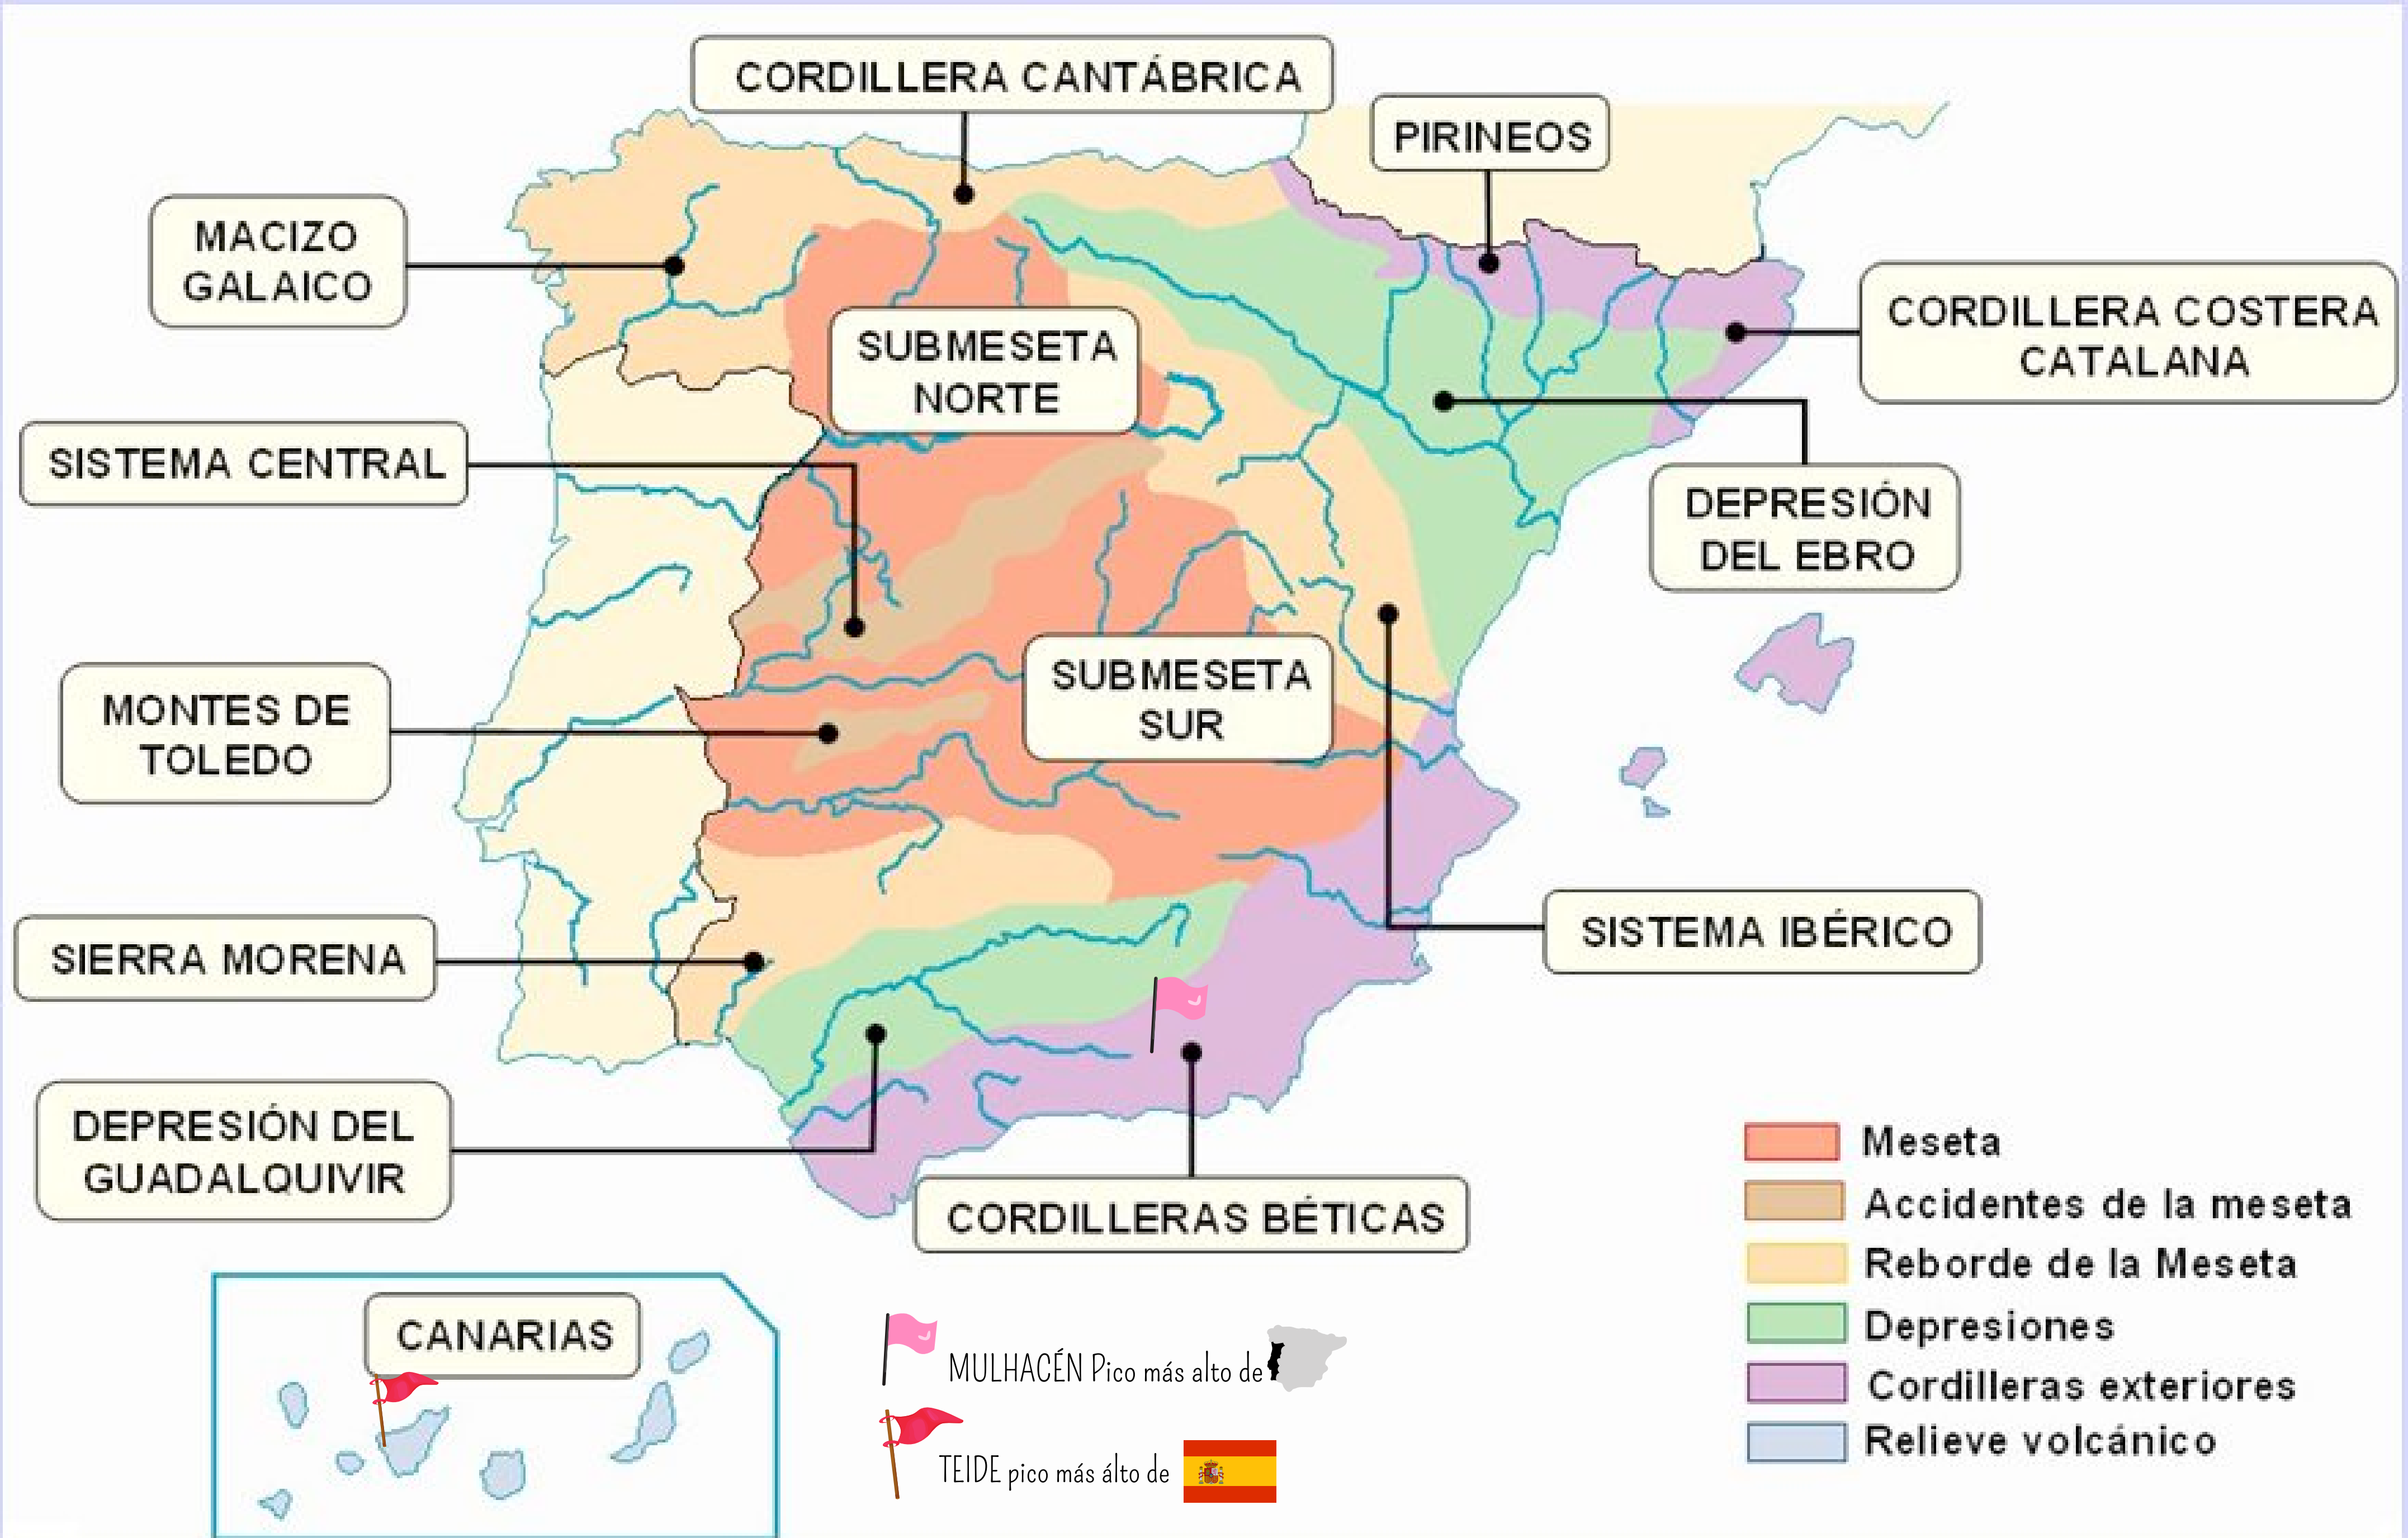 CORDILLERA CANTÁBRICA
PIRINEOS
MACIZO
GALAICO
CORDILLERA COSTERA
CATALANA
SUBMESETA
NORTE
SISTEMA CENTRAL
DEPRESIÓN
DEL EBRO
SUBMESETA
SUR
MONTES DE
TOLEDO
SISTEMA IBÉRICO
SIERRA MORENA
DEPRESIÓN DEL
GUADALQUIVIR
CORDILLERAS BÉTICAS
CANARIAS
MULHACÉN Pico más alto de
TEIDE pico más álto de
Meseta
Accidentes de la meseta
Reborde de la Meseta
Depresiones
Cordilleras exteriores
Relieve volcánico